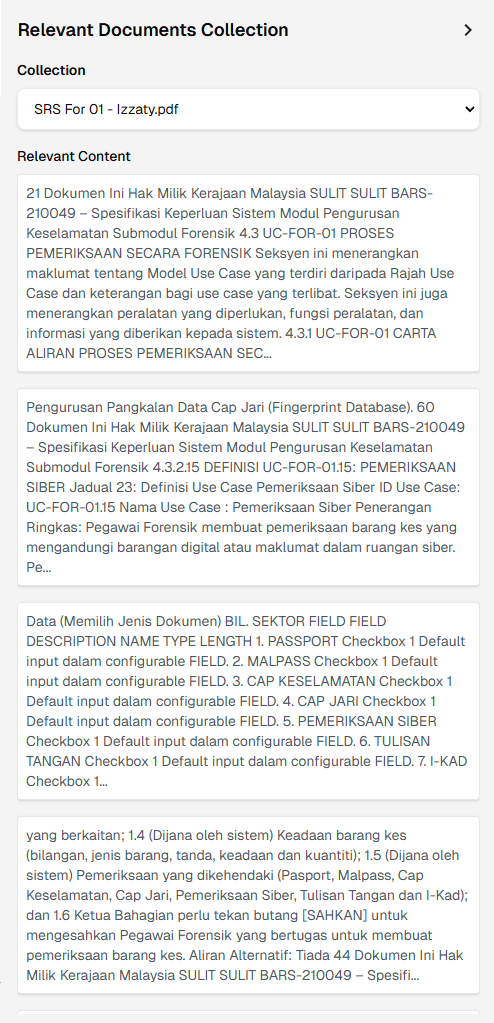 Relevant Documents Collection
Collection
SRS For 01 - Izzaty.pdf
Relevant Content
21 Dokumen Ini Hak Milik Kerajaan Malaysia SULIT SULIT BARS-
210049 – Spesifikasi Keperluan Sistem Modul Pengurusan
Keselamatan Submodul Forensik 4.3 UC-FOR-01 PROSES
PEMERIKSAAN SECARA FORENSIK Seksyen ini menerangkan
maklumat tentang Model Use Case yang terdiri daripada Rajah Use
Case dan keterangan bagi use case yang terlibat. Seksyen ini juga
menerangkan peralatan yang diperlukan, fungsi peralatan, dan
informasi yang diberikan kepada sistem. 4.3.1 UC-FOR-01 CARTA
ALIRAN PROSES PEMERIKSAAN SEC...
Pengurusan Pangkalan Data Cap Jari (Fingerprint Database). 60
Dokumen Ini Hak Milik Kerajaan Malaysia SULIT SULIT BARS-210049
– Spesifikasi Keperluan Sistem Modul Pengurusan Keselamatan
Submodul Forensik 4.3.2.15 DEFINISI UC-FOR-01.15: PEMERIKSAAN
SIBER Jadual 23: Definisi Use Case Pemeriksaan Siber ID Use Case:
UC-FOR-01.15 Nama Use Case : Pemeriksaan Siber Penerangan
Ringkas: Pegawai Forensik membuat pemeriksaan barang kes yang
mengandungi barangan digital atau maklumat dalam ruangan siber.
Pe...
Data (Memilih Jenis Dokumen) BIL. SEKTOR FIELD FIELD
DESCRIPTION NAME TYPE LENGTH 1. PASSPORT Checkbox 1 Default
input dalam configurable FIELD. 2. MALPASS Checkbox 1 Default
input dalam configurable FIELD. 3. CAP KESELAMATAN Checkbox 1
Default input dalam configurable FIELD. 4. CAP JARI Checkbox 1
Default input dalam configurable FIELD. 5. PEMERIKSAAN SIBER
Checkbox 1 Default input dalam configurable FIELD. 6. TULISAN
TANGAN Checkbox 1 Default input dalam configurable FIELD. 7. I-KAD
Checkbox 1...
yang berkaitan; 1.4 (Dijana oleh sistem) Keadaan barang kes
(bilangan, jenis barang, tanda, keadaan dan kuantiti); 1.5 (Dijana oleh
sistem) Pemeriksaan yang dikehendaki (Pasport, Malpass, Cap
Keselamatan, Cap Jari, Pemeriksaan Siber, Tulisan Tangan dan I-Kad);
dan 1.6 Ketua Bahagian perlu tekan butang [SAHKAN] untuk
mengesahkan Pegawai Forensik yang bertugas untuk membuat
pemeriksaan barang kes. Aliran Alternatif: Tiada 44 Dokumen Ini Hak
Milik Kerajaan Malaysia SULIT SULIT BARS-210049 – Spesifi...